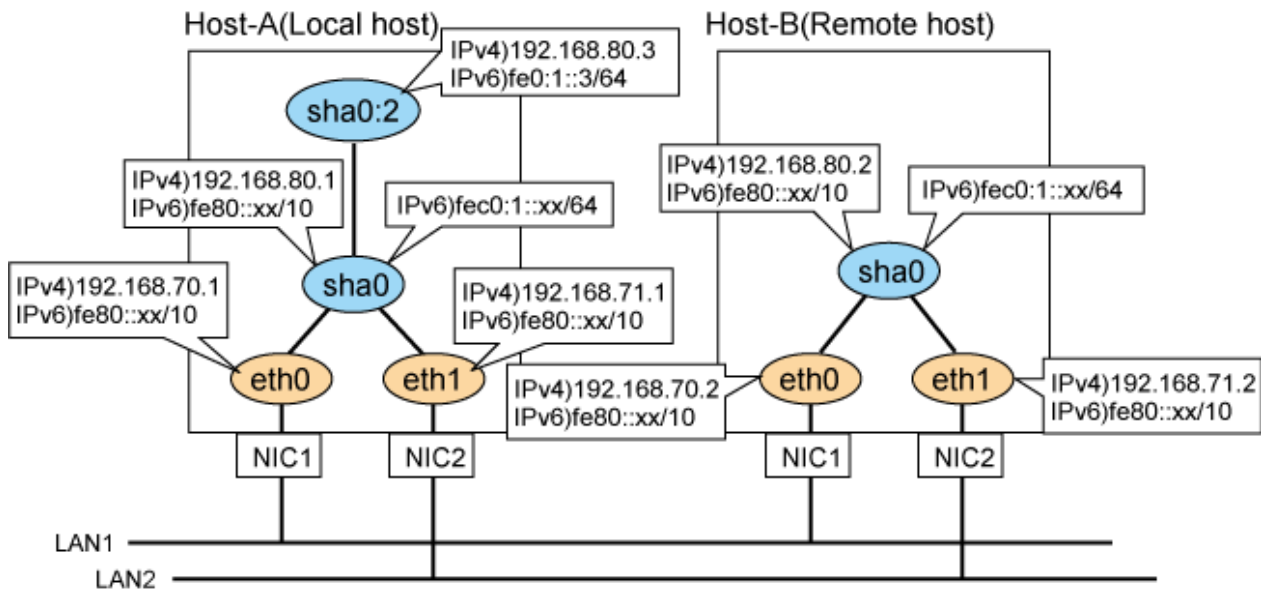 Host-A(Local host)
Host-B(Remote host)
IPv4)192.168.80.3
IPv6)fe0:1::3/64
sha0:2
IPv4)192.168.80.1
IPv6)fe80::xx/10
IPv6)fec0:1::xx/64
IPv4)192.168.80.2
IPv6)fe80::xx/10
IPv6)fec0:1::xx/64
sha0
sha0
IPv4)192.168.70.1
IPv6)fe80::xx/10
IPv4)192.168.71.1
IPv6)fe80::xx/10
eth0
eth1
IPv4)192.168.70.2
IPv6)fe80::xx/10
eth0
eth1
IPv4)192.168.71.2
IPv6)fe80::xx/10
NIC1
NIC2
NIC1
NIC2
LAN1
LAN2